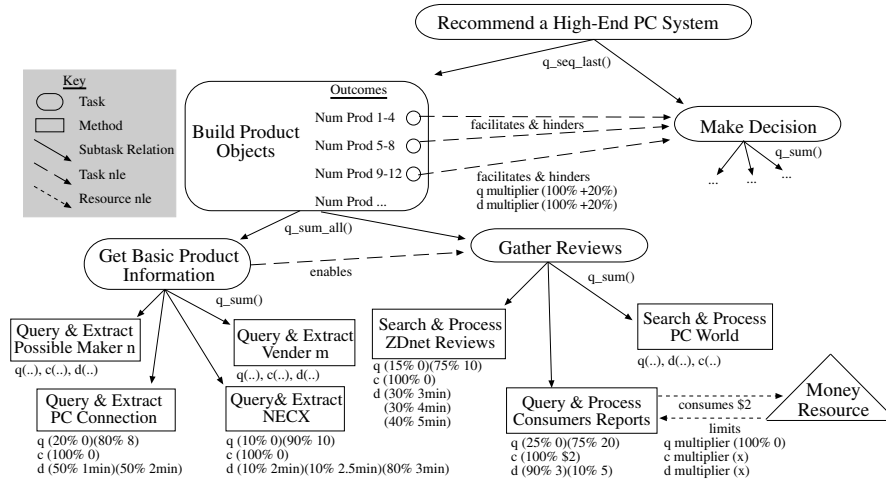 Recommend a High-End PC System
q_seq_last()
Key
Task
Method
Subtask Relation
Task nle
Resource nle
Build Product
Objects
Outcomes
Num Prod 1-4
Num Prod 5-8
Num Prod 9-12
Num Prod ...
facilitates & hinders
Make Decision
q_sum()
...
...
...
facilitates & hinders
q multiplier (100% +20%)
d multiplier (100% +20%)
q_sum_all()
Get Basic Product
Information
enables
Gather Reviews
q_sum()
q_sum()
Query & Extract
Possible Maker n
q(..), c(..), d(..)
Query & Extract
Vender m
q(..), c(..), d(..)
Search & Process
ZDnet Reviews
q (15% 0)(75% 10)
c (100% 0)
d (30% 3min)
(30% 4min)
(40% 5min)
Search & Process
PC World
q(..), d(..), c(..)
Query & Extract
PC Connection
q (20% 0)(80% 8)
c (100% 0)
d (50% 1min)(50% 2min)
Query& Extract
NECX
q (10% 0)(90% 10)
c (100% 0)
d (10% 2min)(10% 2.5min)(80% 3min)
Query & Process
Consumers Reports
q (25% 0)(75% 20)
c (100% $2)
d (90% 3)(10% 5)
consumes $2
Money
Resource
limits
q multiplier (100% 0)
c multiplier (x)
d multiplier (x)